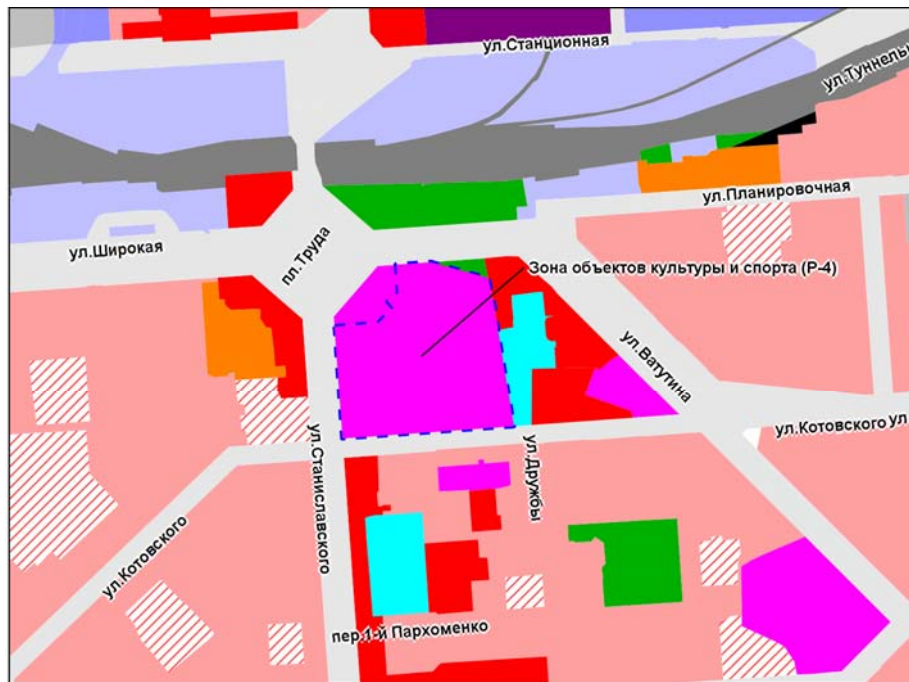 ул.Станционная
ул.Туннельн
ул.Планировочная
ул.Широкая
пл.Труда
Зона объектов культуры и спорта (Р-4)
ул.Ватутина
ул.Котовского ул
ул.Станиславского
ул.Дружбы
ул.Котовского
пер.1-й Пархоменко